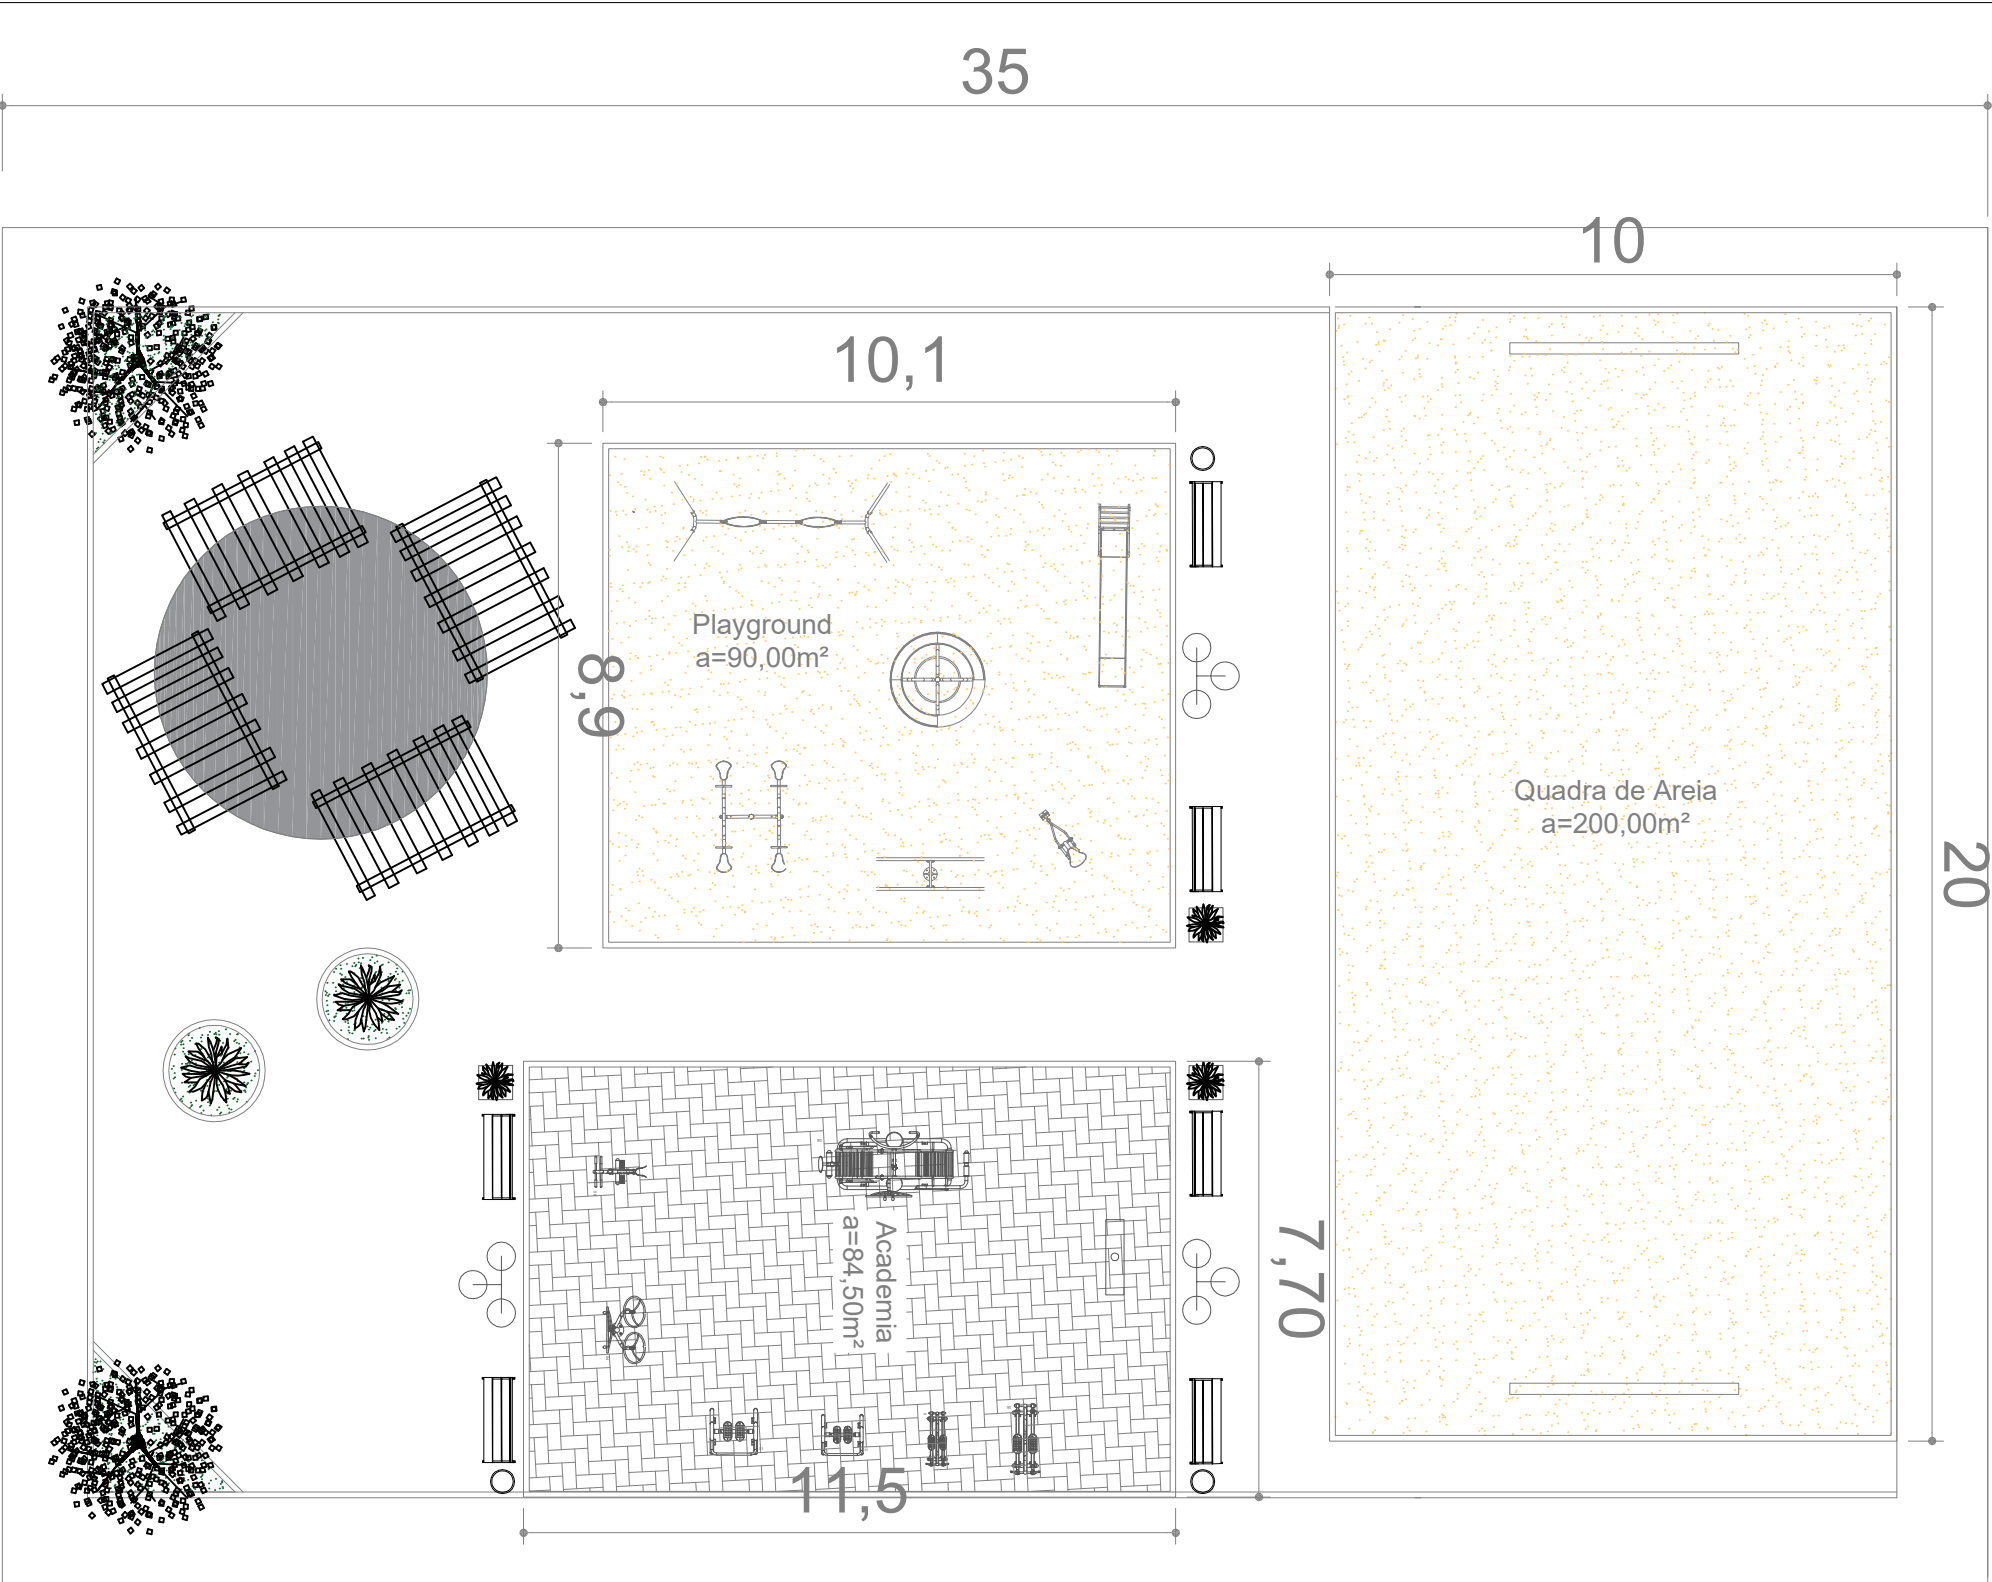 35
10
10,1
Playground
a=90,00m²
8,9
Quadra de Areia
a=200,00m²
20
Academia
a=84,50m²
7,70
11,5